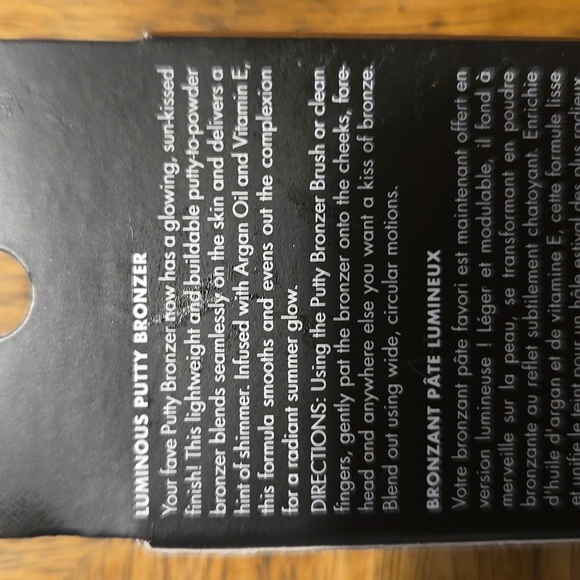 LUMINOUS PUTTY BRONZER
Your fave Putty Bronzer now has a glowing, sun-kissed
finish! This lightweight and buildable putty-to-powder
bronzer blends seamlessly on the skin and delivers a
hint of shimmer. Infused with Argan Oil and Vitamin E,
this formula smooths and evens out the complexion
for a radiant summer glow.
DIRECTIONS: Using the Putty Bronzer Brush or clean
fingers, gently pat the bronzer onto the cheeks, fore-
head and anywhere else you want a kiss of bronze.
Blend out using wide, circular motions.
BRONZANT PÂTE LUMINEUX
Votre bronzant pâte favori est maintenant offert en
version lumineuse ! Léger et modulable, il fond à
merveille sur la peau, se transformant en poudre
bronzante au reflet subtilement chatoyant. Enrichie
d'huile d'argan et de vitamine E, cette formule lisse